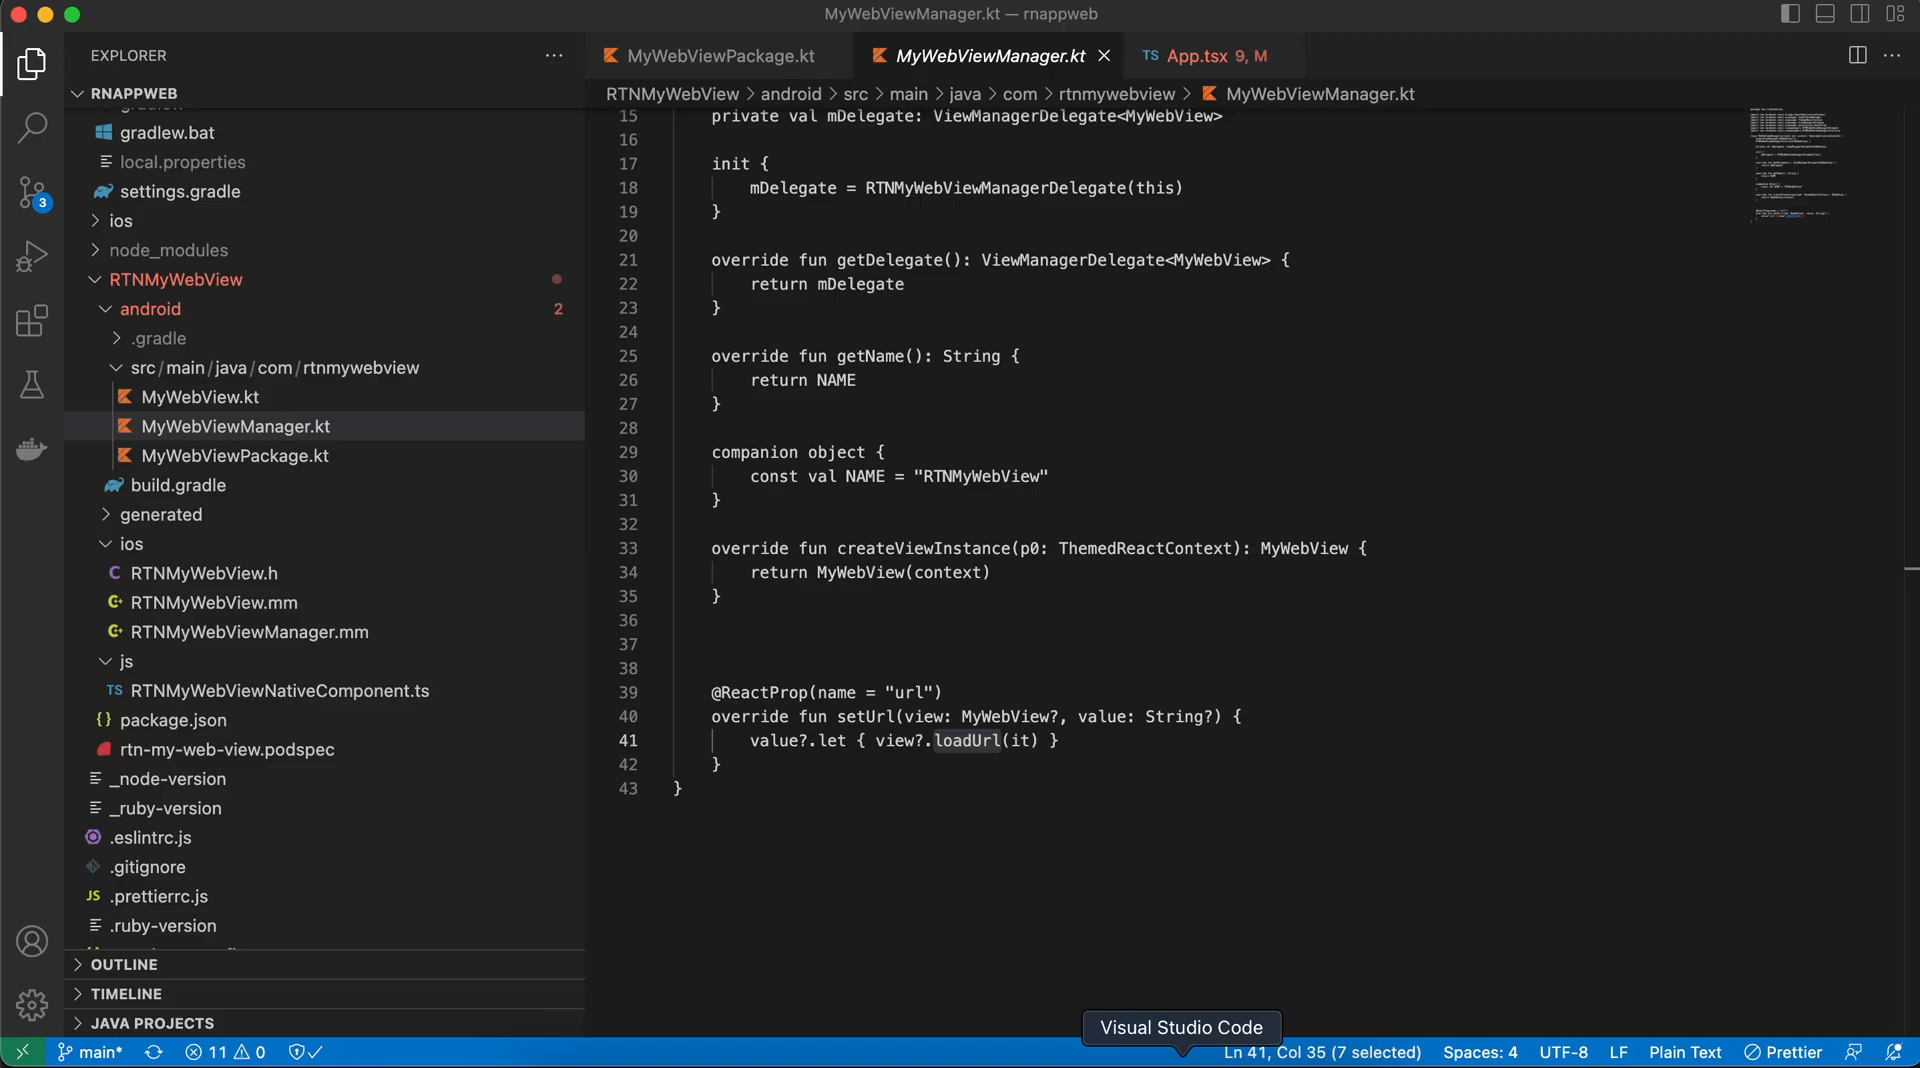 MyWebViewManager.kt — rnappweb
EXPLORER
MyWebViewPackage.kt
MyWebViewManager.kt
TS App.tsx 9, M
RNAPPWEB
RTNMyWebView > android > src > main > java > com > rtnmywebview > MyWebViewManager.kt
gradlew
gradlew.bat
local.properties
settings.gradle
ios
node_modules
RTNMyWebView
android 2
.gradle
src/main/java/com/rtnmywebview
MyWebView.kt
MyWebViewManager.kt
MyWebViewPackage.kt
build.gradle
generated
ios
C RTNMyWebView.h
C+ RTNMyWebView.mm
C+ RTNMyWebViewManager.mm
js
TS RTNMyWebViewNativeComponent.ts
{} package.json
rtn-my-web-view.podspec
_node-version
_ruby-version
.eslintrc.js
.gitignore
JS .prettierrc.js
.ruby-version
OUTLINE
TIMELINE
JAVA PROJECTS
3
15 private val mDelegate: ViewManagerDelegate<MyWebView>
16
17 init {
18 mDelegate = RTNMyWebViewManagerDelegate(this)
19 }
20
21 override fun getDelegate(): ViewManagerDelegate<MyWebView> {
22 return mDelegate
23 }
24
25 override fun getName(): String {
26 return NAME
27 }
28
29 companion object {
30 const val NAME = "RTNMyWebView"
31 }
32
33 override fun createViewInstance(p0: ThemedReactContext): MyWebView {
34 return MyWebView(context)
35 }
36
37
38
39 @ReactProp(name = "url")
40 override fun setUrl(view: MyWebView?, value: String?) {
41 value?.let { view?.loadUrl(it) }
42 }
43 }
Visual Studio Code
main* 11 0 Ln 41, Col 35 (7 selected) Spaces: 4 UTF-8 LF Plain Text Prettier